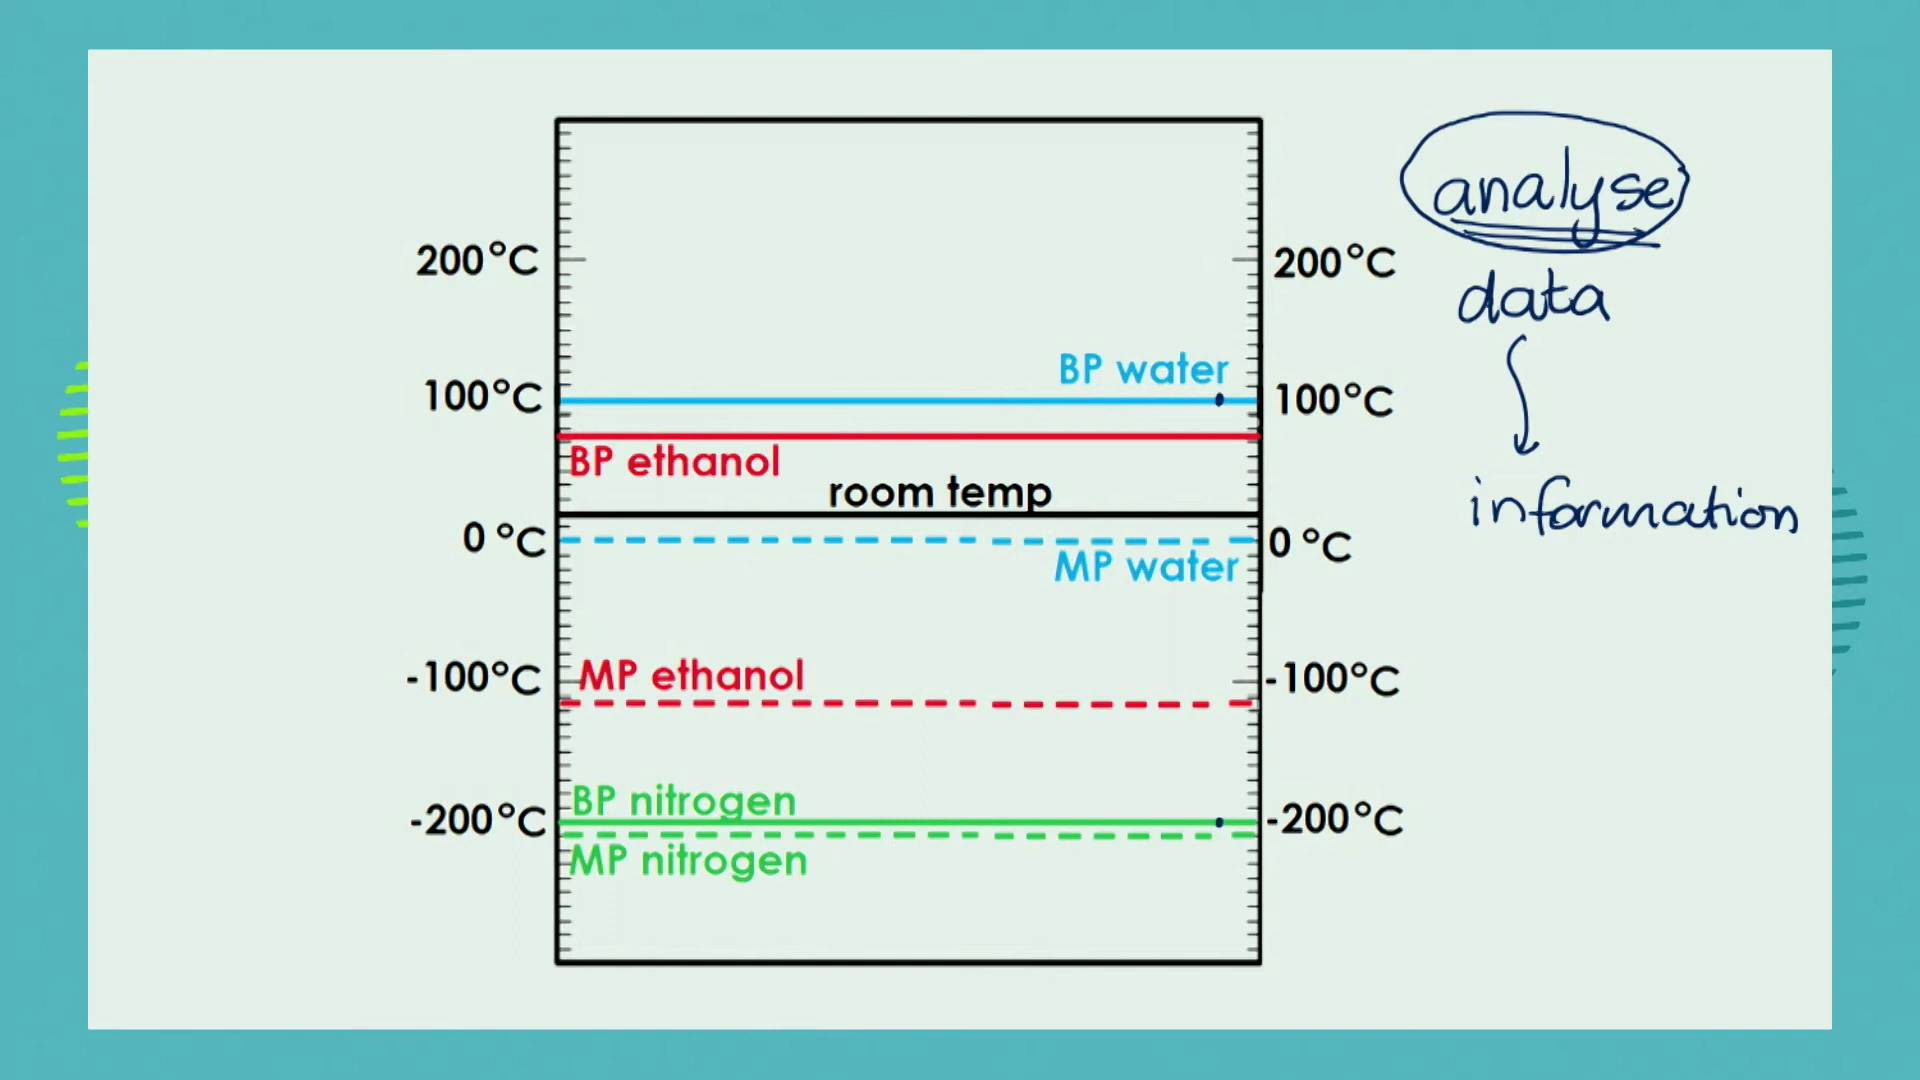 analyse
data
information
200°C
200°C
BP water
100°C
100°C
BP ethanol
room temp
0 °C
0 °C
MP water
MP ethanol
-100°C
-100°C
BP nitrogen
-200°C
-200°C
MP nitrogen